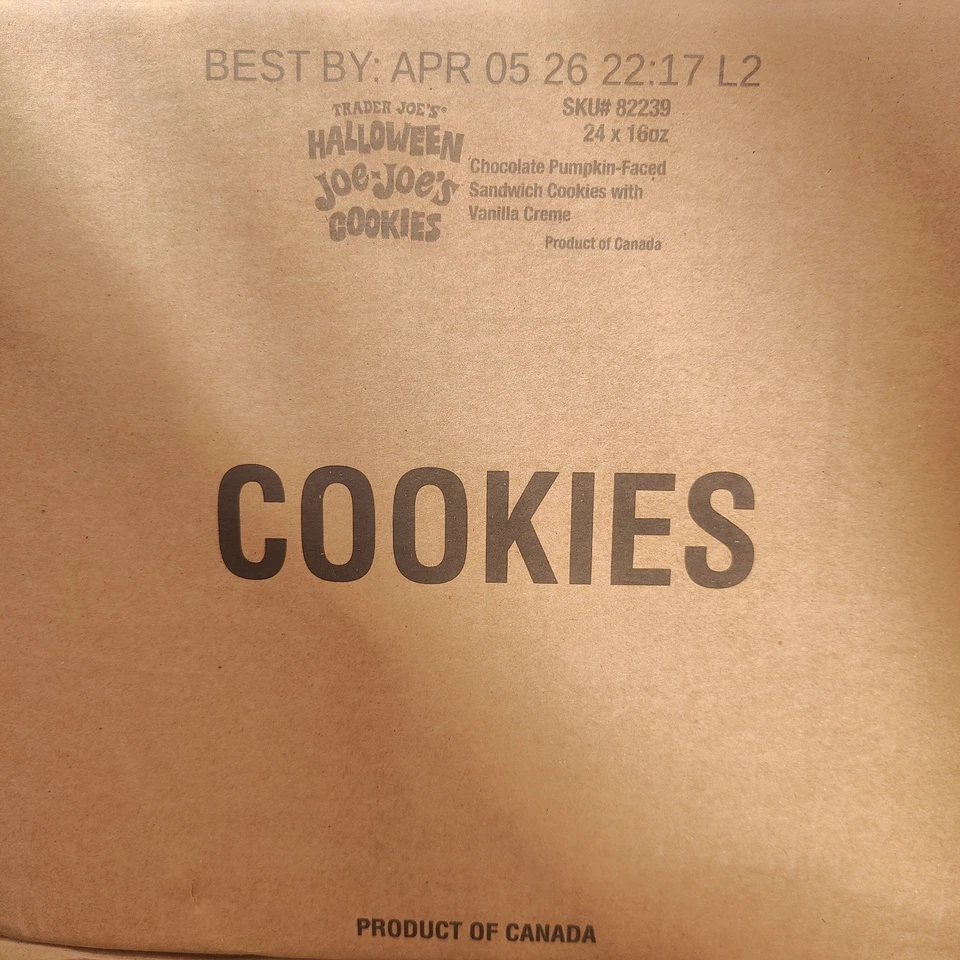 BEST BY: APR 05 26 22:17 L2
TRADER JOE'S®
HALLOWEEN
JOE-JOE'S
COOKIES
SKU# 82239
24 x 16oz
Chocolate Pumpkin-Faced
Sandwich Cookies with
Vanilla Creme
Product of Canada
COOKIES
PRODUCT OF CANADA